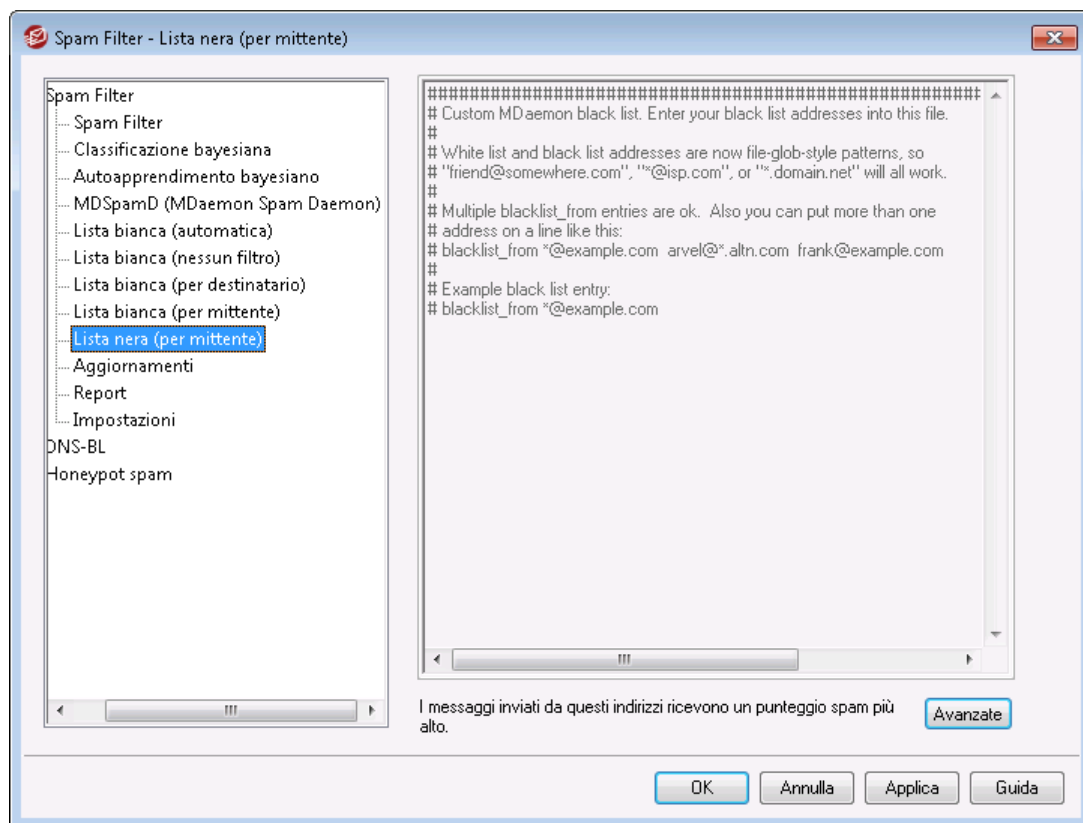 Spam Filter - Lista nera (per mittente)
Spam Filter
Spam Filter
Classificazione bayesiana
Autoapprendimento bayesiano
MDSpamD (MDaemon Spam Daemon)
Lista bianca (automatica)
Lista bianca (nessun filtro)
Lista bianca (per destinatario)
Lista bianca (per mittente)
Lista nera (per mittente)
Aggiornamenti
Report
Impostazioni
DNS-BL
Honeypot spam
##########################################################
# Custom MDaemon black list. Enter your black list addresses into this file.
#
# White list and black list addresses are now file-glob-style patterns, so
# "friend@somewhere.com", "*@isp.com", or "*.domain.net" will all work.
#
# Multiple blacklist_from entries are ok.  Also you can put more than one
# address on a line like this:
# blacklist_from *@example.com  arvel@*.altn.com  frank@example.com
#
# Example black list entry:
# blacklist_from *@example.com
I messaggi inviati da questi indirizzi ricevono un punteggio spam più
alto.
Avanzate
OK
Annulla
Applica
Guida